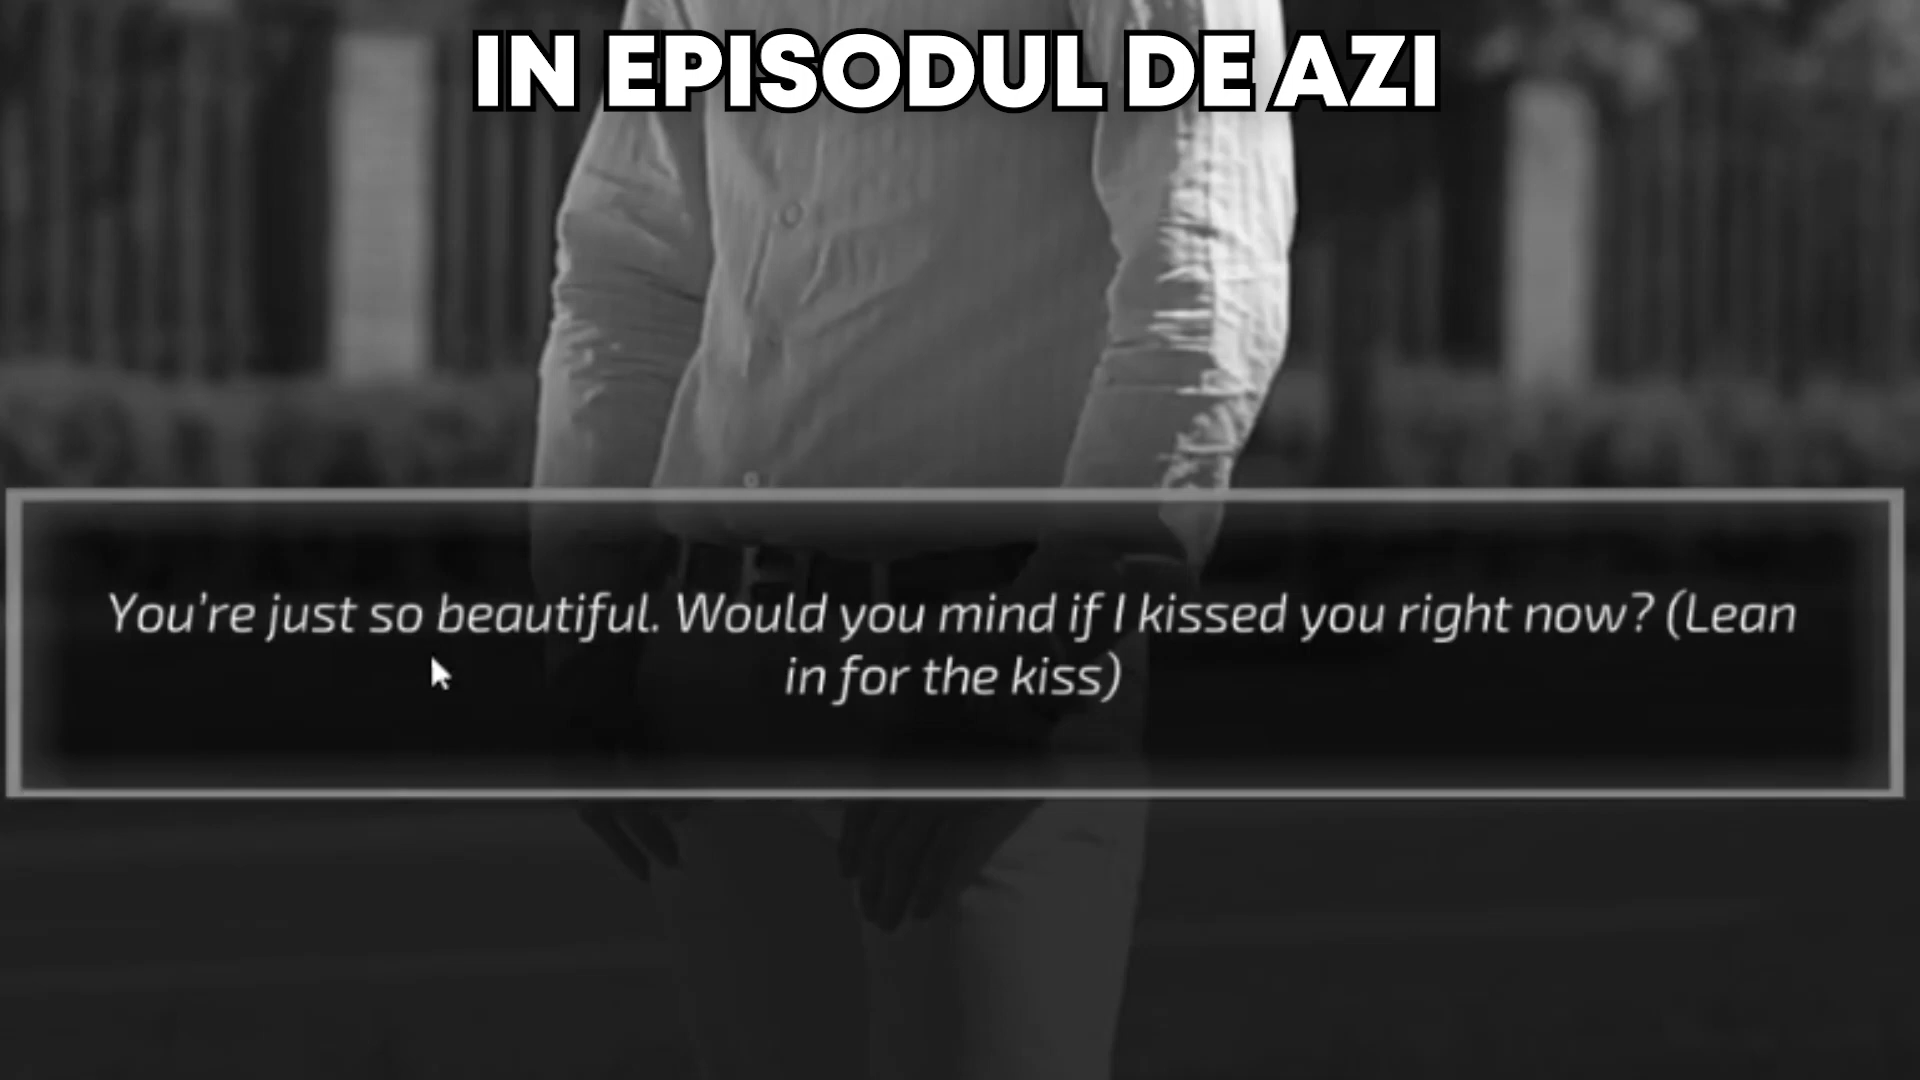 IN EPISODUL DE AZI
You're just so beautiful. Would you mind if I kissed you right now? (Lean
in for the kiss)